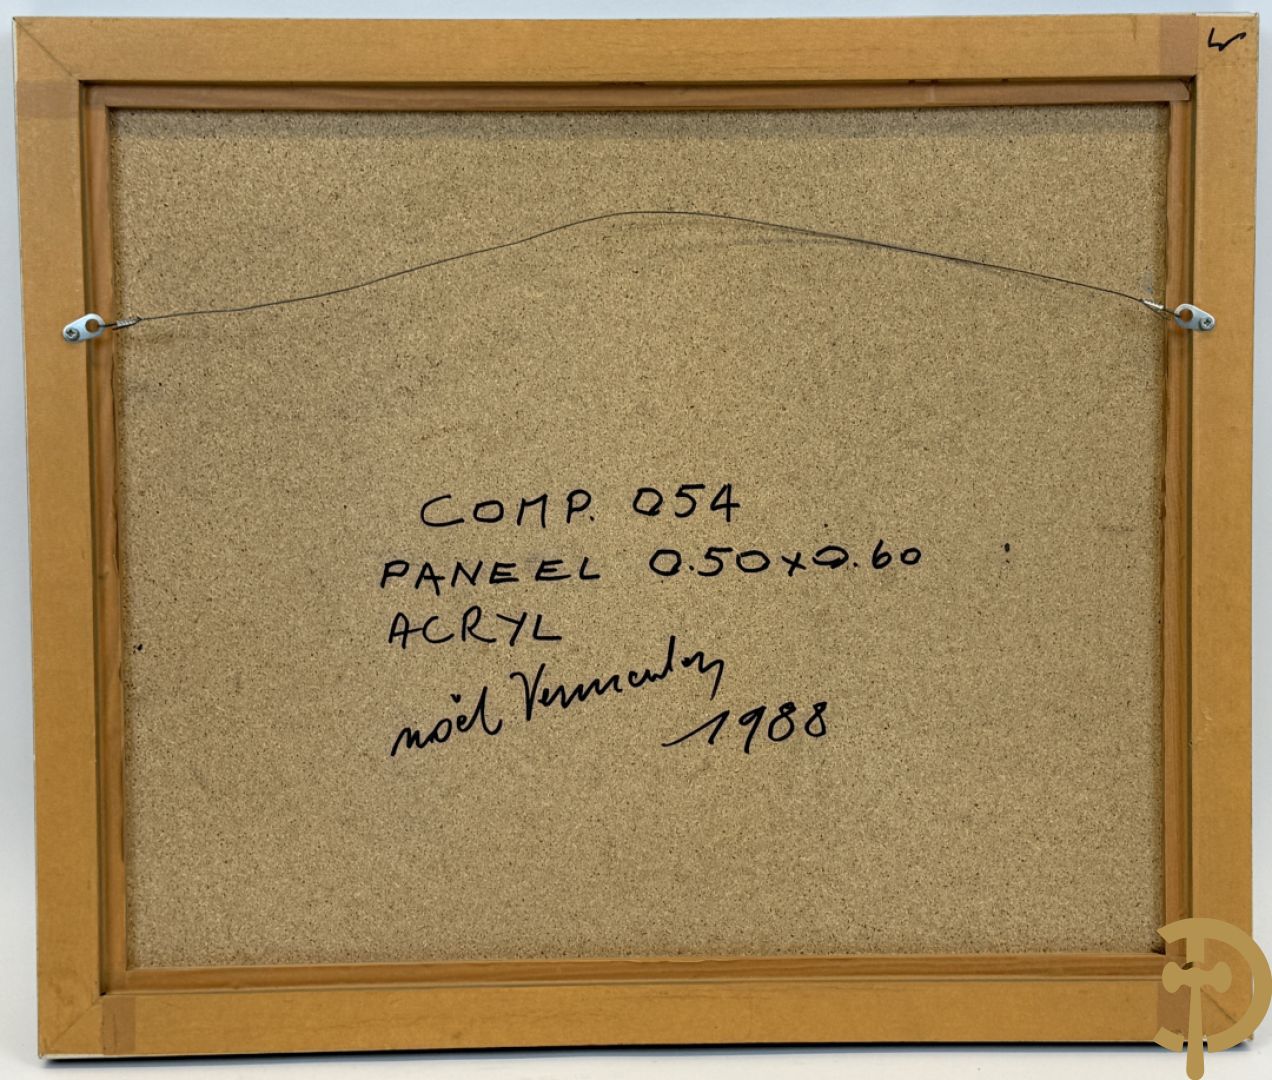 COMP. 054
PANEEL 0.50x0.60
ACRYL
noël Vermeulen
1988